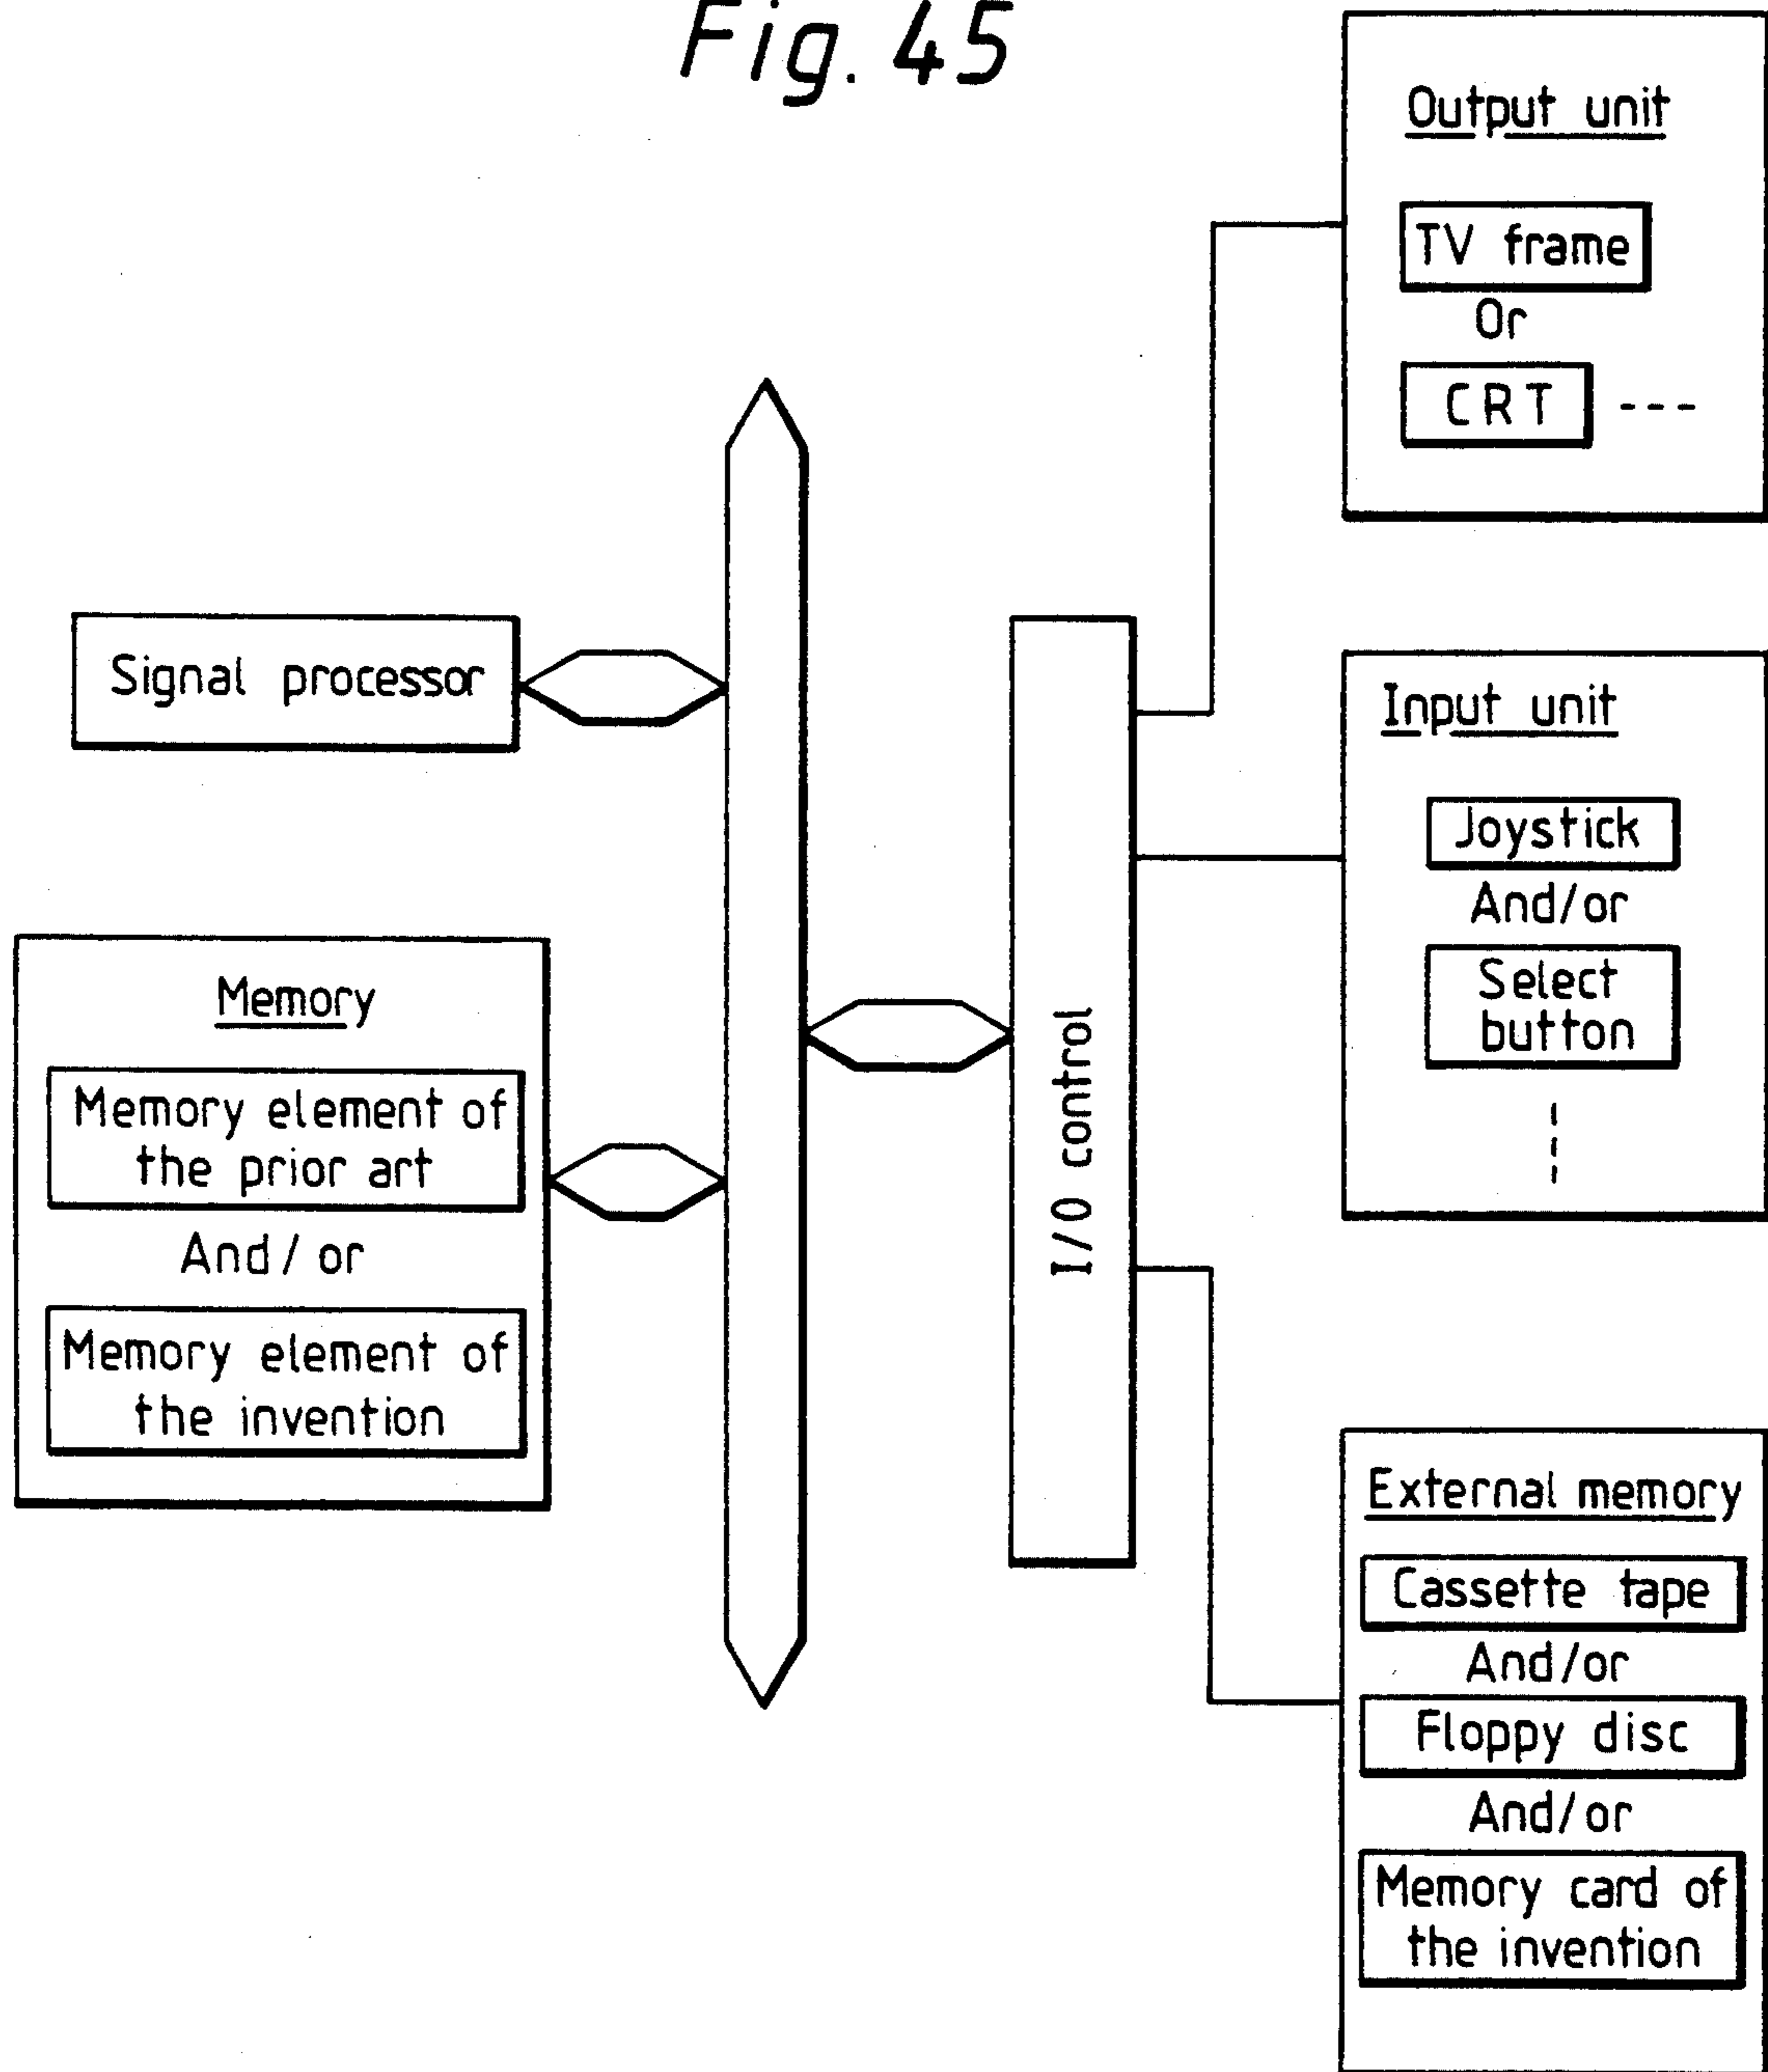 Fig. 45
Output unit
TV frame
Or
CRT ---
Signal processor
Input unit
Joystick
And/or
Select
button
Memory
Memory element of
the prior art
And / or
Memory element of
the invention
I/O control
External memory
Cassette tape
And/or
Floppy disc
And/or
Memory card of
the invention